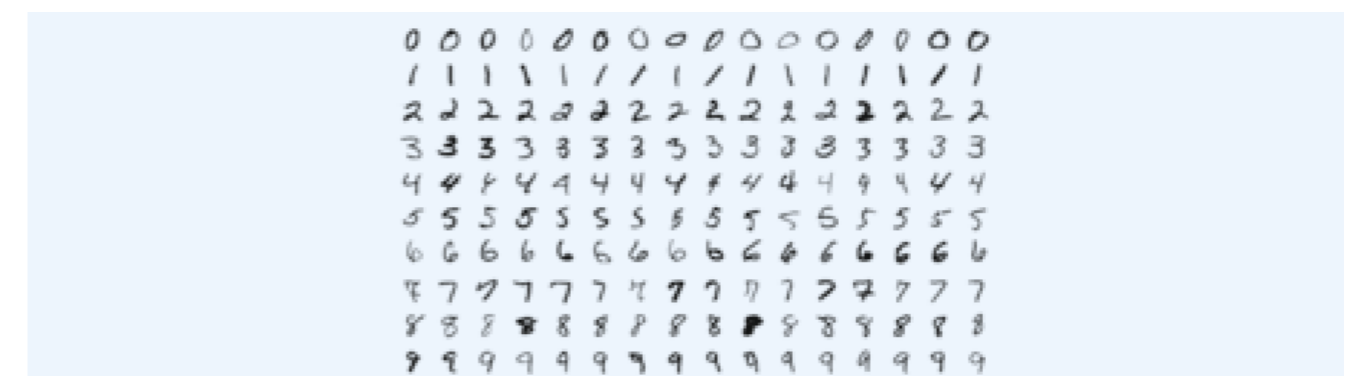 0 0 0 0 0 0 0 0 0 0 0 0 0 0 0 0
1 1 1 1 1 1 1 1 1 1 1 1 1 1 1 1
2 2 2 2 2 2 2 2 2 2 2 2 2 2 2 2
3 3 3 3 3 3 3 3 3 3 3 3 3 3 3 3
4 4 4 4 4 4 4 4 4 4 4 4 4 4 4 4
5 5 5 5 5 5 5 5 5 5 5 5 5 5 5 5
6 6 6 6 6 6 6 6 6 6 6 6 6 6 6 6
7 7 7 7 7 7 7 7 7 7 7 7 7 7 7 7
8 8 8 8 8 8 8 8 8 8 8 8 8 8 8 8
9 9 9 9 9 9 9 9 9 9 9 9 9 9 9 9